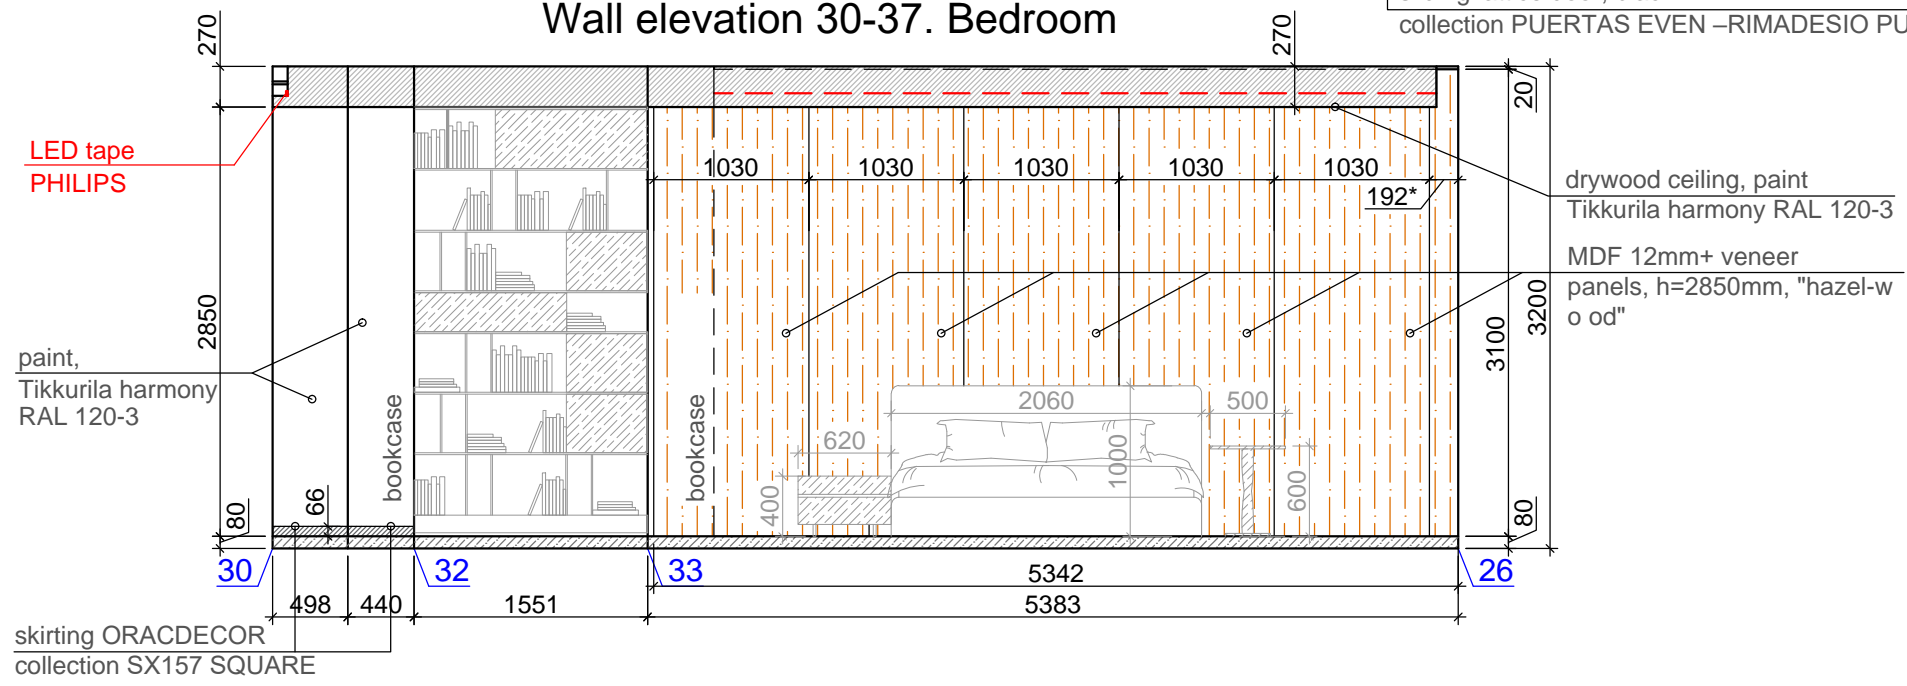 Wall elevation 30-37. Bedroom
collection PUERTAS EVEN –RIMADESIO PU
270
270
20
LED tape
PHILIPS
1030
1030
1030
1030
1030
192*
drywood ceiling, paint
Tikkurila harmony RAL 120-3
MDF 12mm+ veneer
panels, h=2850mm, "hazel-w
o od"
2850
3100
3200
paint,
Tikkurila harmony
RAL 120-3
bookcase
bookcase
2060
500
620
1000
400
600
66
80
80
30
32
33
26
5342
498
440
1551
5383
skirting ORACDECOR
collection SX157 SQUARE